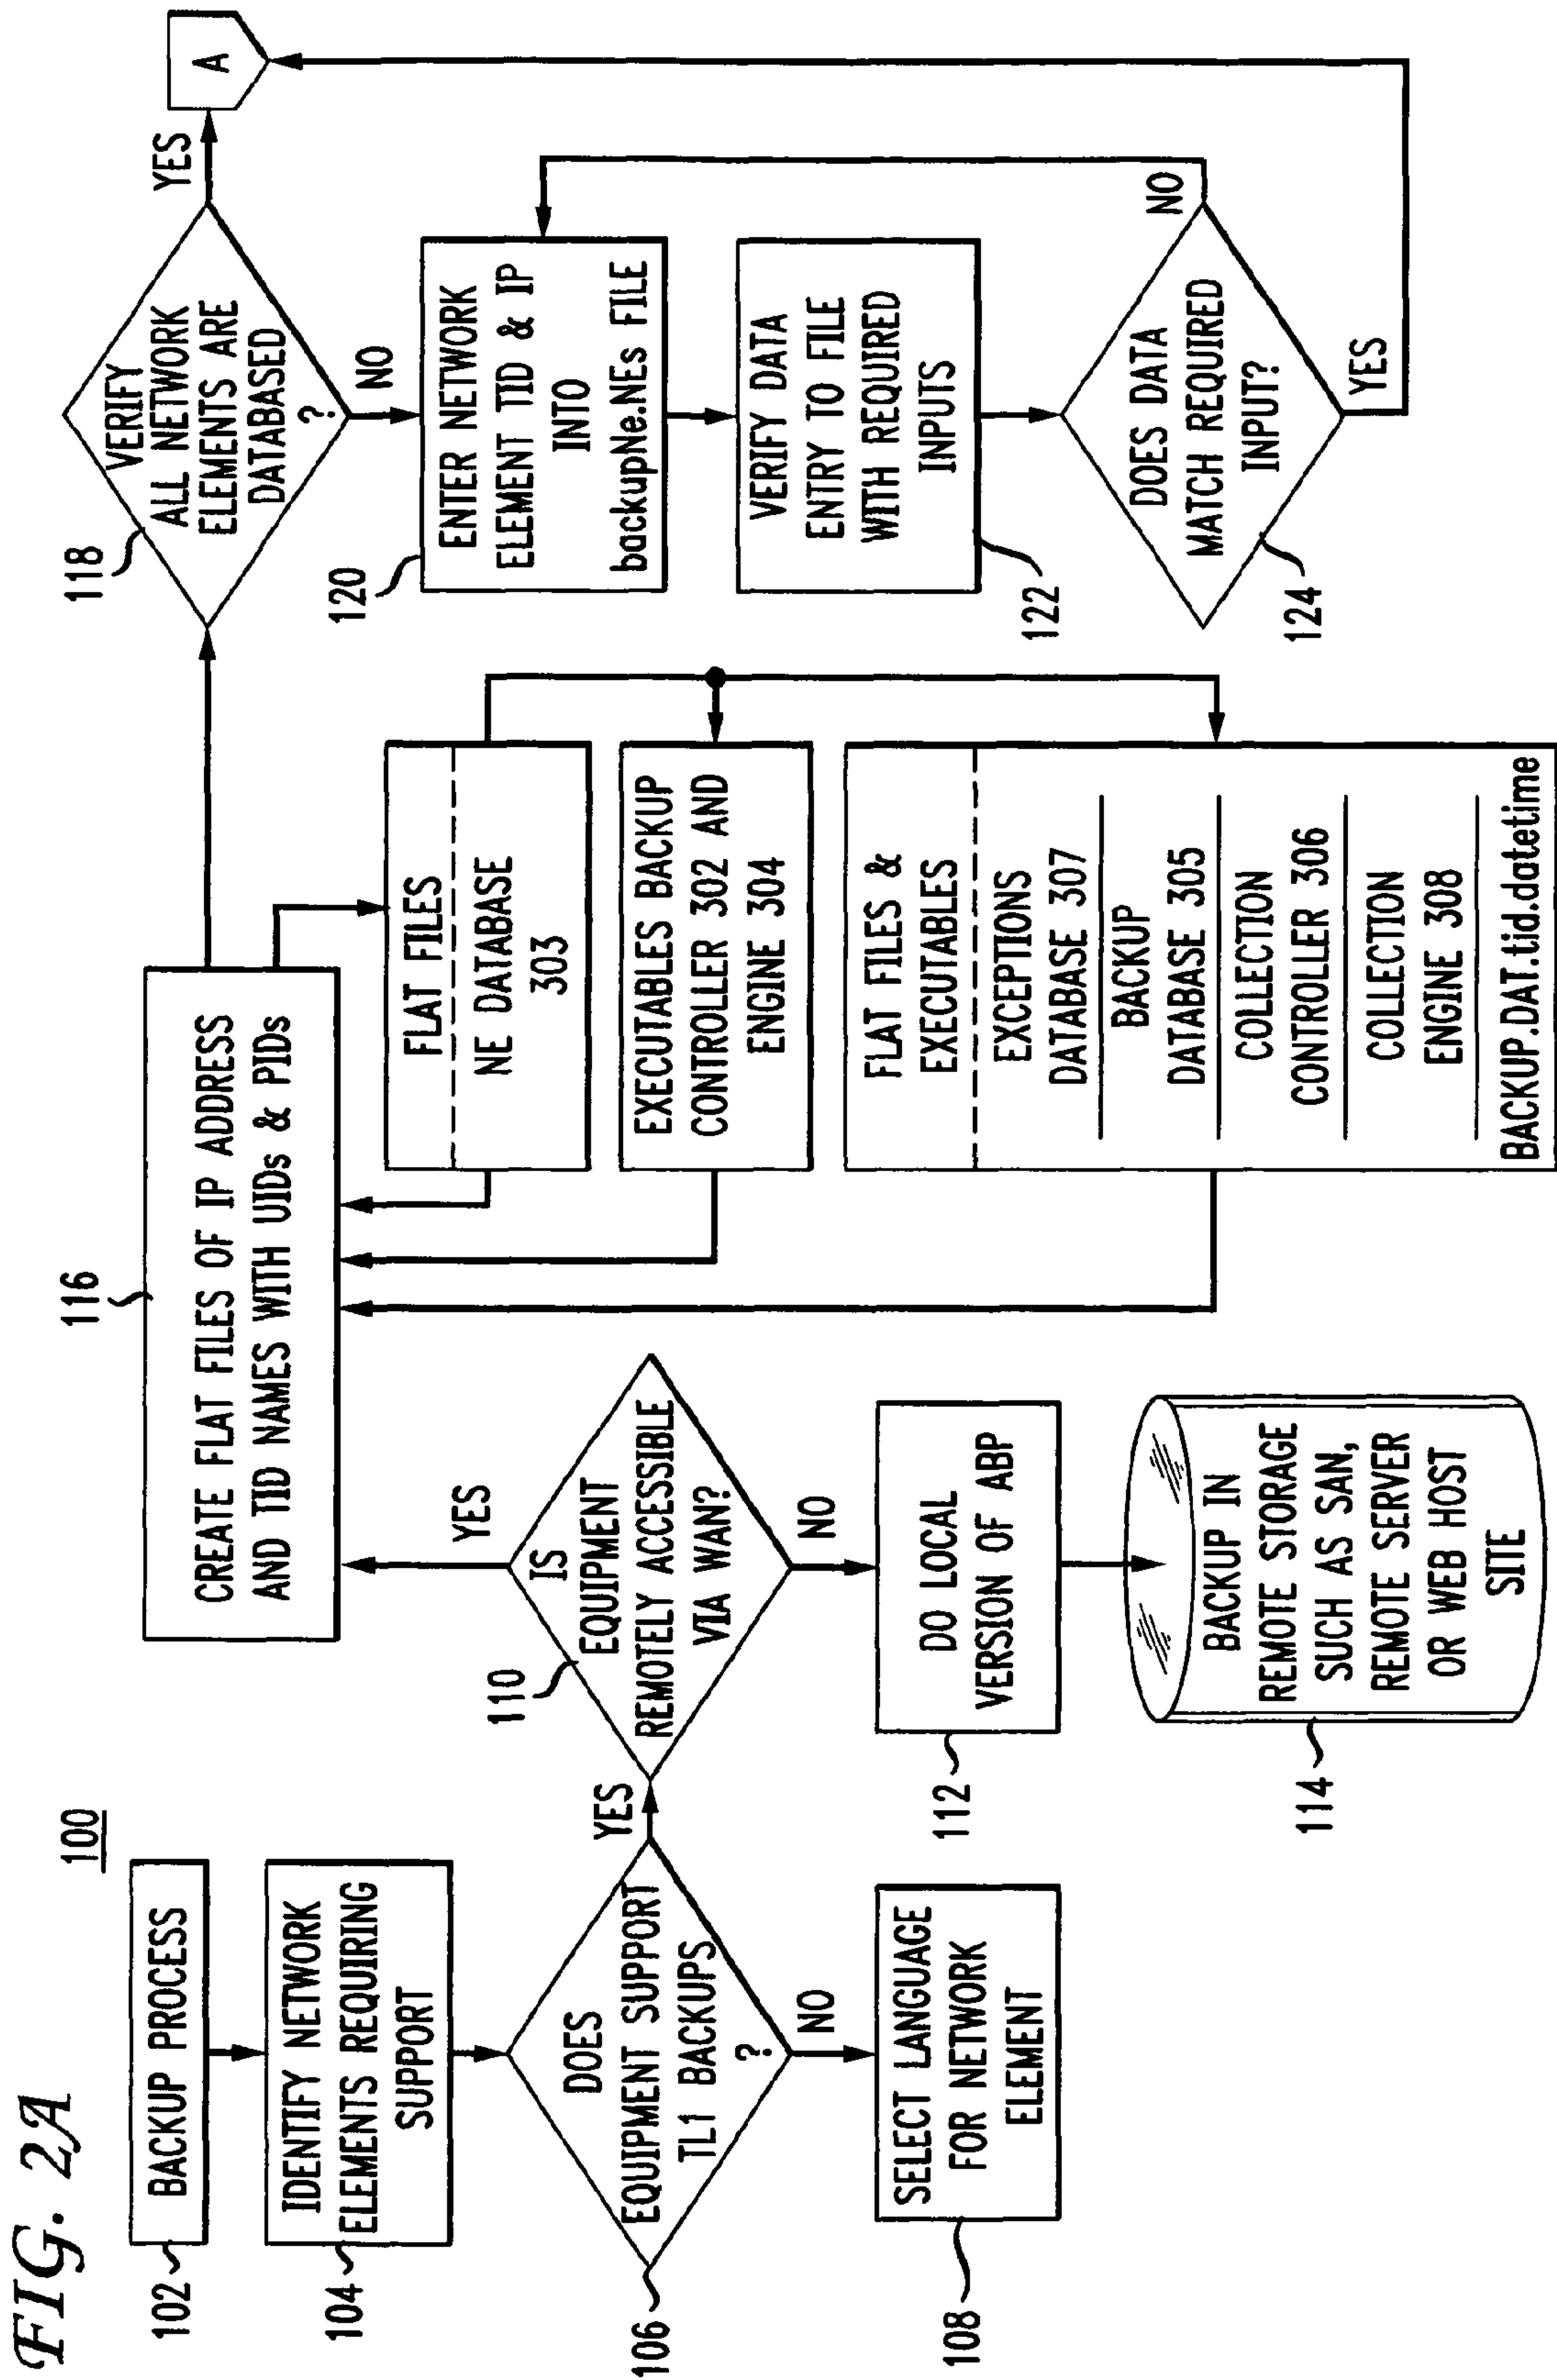 FIG. 2A
100
102
BACKUP PROCESS
104
IDENTIFY NETWORK
ELEMENTS REQUIRING
SUPPORT
106
DOES
EQUIPMENT SUPPORT
TL1 BACKUPS
?
YES
NO
108
SELECT LANGUAGE
FOR NETWORK
ELEMENT
110
IS
EQUIPMENT
REMOTELY ACCESSIBLE
VIA WAN?
YES
NO
112
DO LOCAL
VERSION OF ABP
114
BACKUP IN
REMOTE STORAGE
SUCH AS SAN,
REMOTE SERVER
OR WEB HOST
SITE
116
CREATE FLAT FILES OF IP ADDRESS
AND TID NAMES WITH UIDs & PIDs
FLAT FILES
NE DATABASE
303
EXECUTABLES BACKUP
CONTROLLER 302 AND
ENGINE 304
FLAT FILES &
EXECUTABLES
EXCEPTIONS
DATABASE 307
BACKUP
DATABASE 305
COLLECTION
CONTROLLER 306
COLLECTION
ENGINE 308
BACKUP.DAT.tid.datetime
118
VERIFY
ALL NETWORK
ELEMENTS ARE
DATABASED
?
YES
A
NO
120
ENTER NETWORK
ELEMENT TID & IP
INTO
backupNe.NEs FILE
122
VERIFY DATA
ENTRY TO FILE
WITH REQUIRED
INPUTS
124
DOES DATA
MATCH REQUIRED
INPUT?
NO
YES